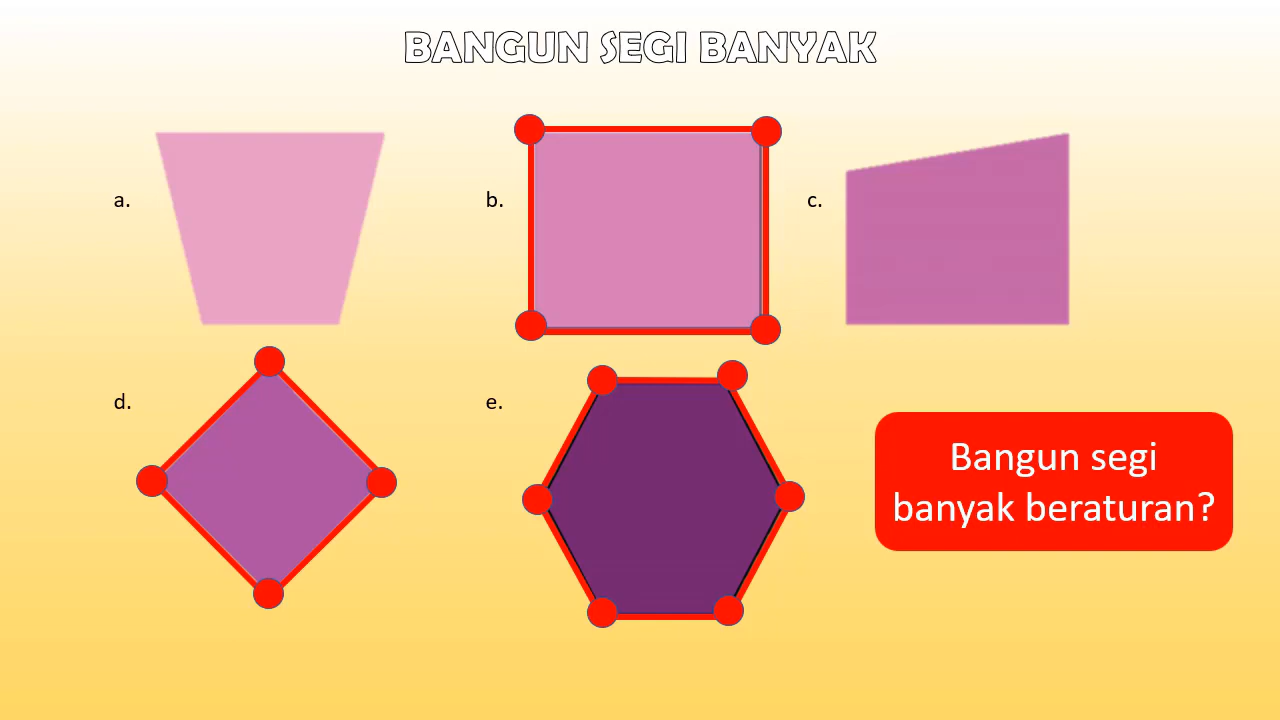 BANGUN SEGI BANYAK
a.
b.
c.
d.
e.
Bangun segi
banyak beraturan?